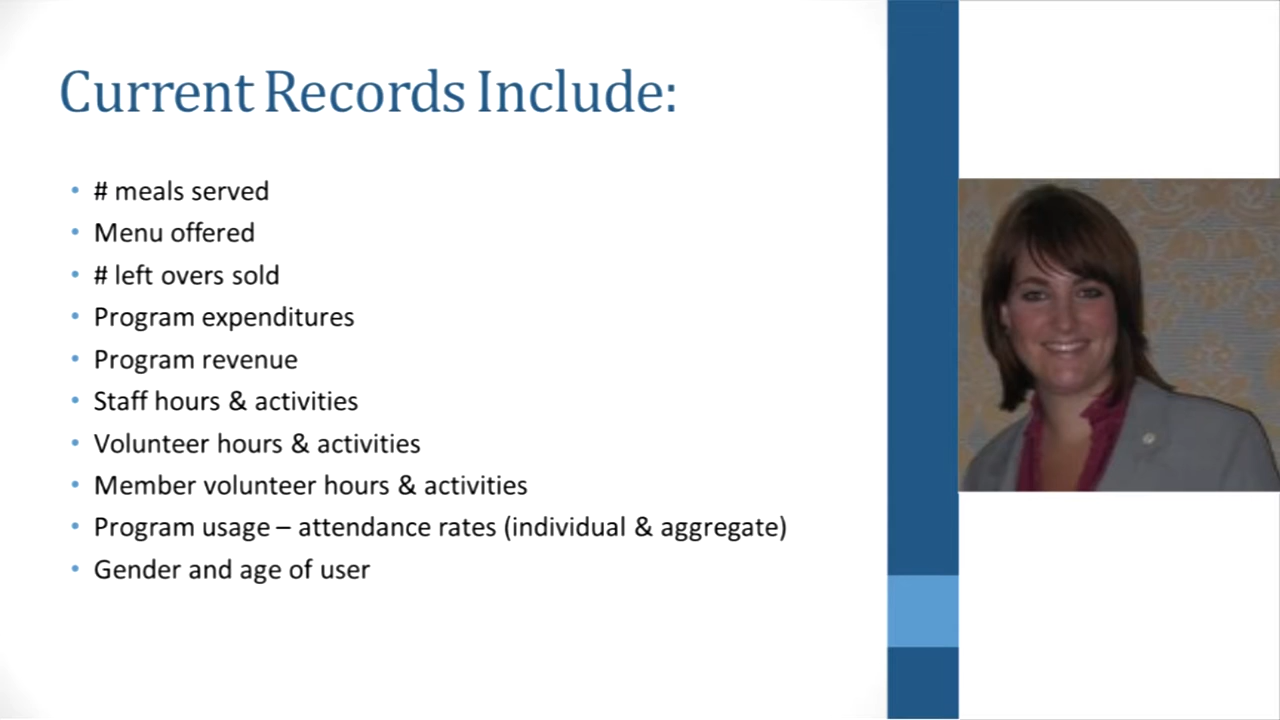 Current Records Include:
# meals served
Menu offered
# left overs sold
Program expenditures
Program revenue
Staff hours & activities
Volunteer hours & activities
Member volunteer hours & activities
Program usage – attendance rates (individual & aggregate)
Gender and age of user